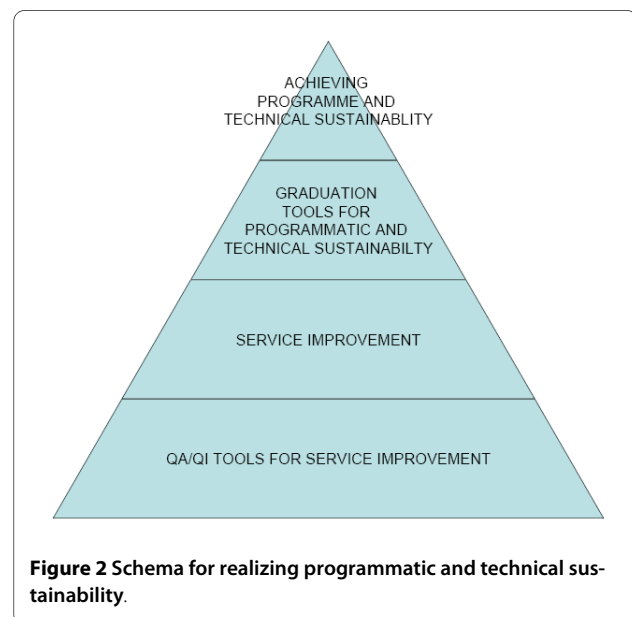 ACHIEVING
PROGRAMME AND
TECHNICAL SUSTAINABLITY
GRADUATION
TOOLS FOR
PROGRAMMATIC AND
TECHNICAL SUSTAINABILTY
SERVICE IMPROVEMENT
QA/QI TOOLS FOR SERVICE IMPROVEMENT
Figure 2 Schema for realizing programmatic and technical sus-
tainability.